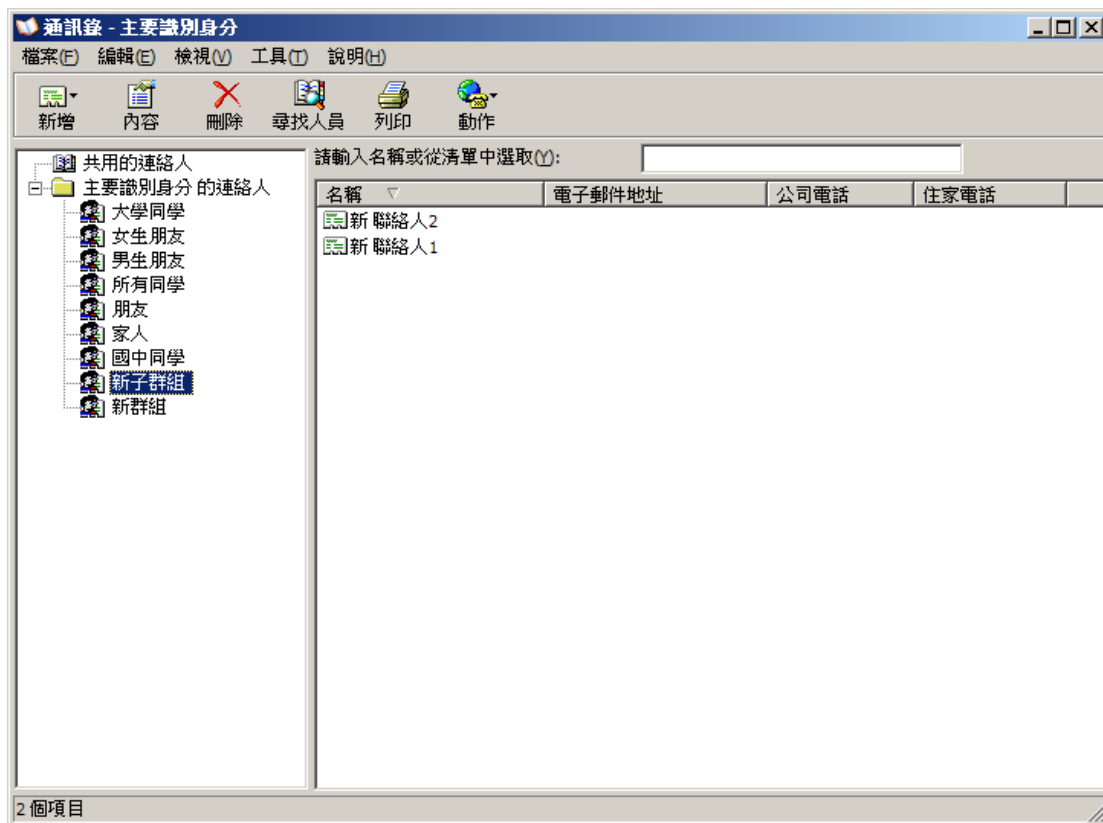 通訊錄 - 主要識別身分
檔案(F) 編輯(E) 檢視(V) 工具(T) 說明(H)
新增 內容 刪除 尋找人員 列印 動作
請輸入名稱或從清單中選取(Y):
共用的連絡人
主要識別身分 的連絡人
大學同學
女生朋友
男生朋友
所有同學
朋友
家人
國中同學
新子群組
新群組
名稱 電子郵件地址 公司電話 住家電話
新 聯絡人2
新 聯絡人1
2 個項目